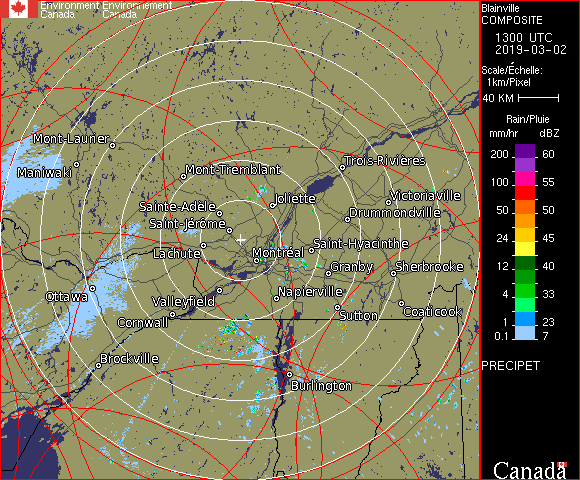 Environment Environnement
Canada Canada
Blainville
COMPOSITE
1300 UTC
2019-03-02
Scale/Échelle:
1km/Pixel
40 KM
Rain/Pluie
mm/hr dBZ
200 60
100 55
50 50
24 45
12 40
4 33
1 23
0.1 7
PRECIPET
Canada
Mont-Laurier
Maniwaki
Mont-Tremblant
Trois-Rivières
Sainte-Adèle
Joliette
Victoriaville
Saint-Jérôme
Drummondville
Lachute
Montréal
Saint-Hyacinthe
Granby
Sherbrooke
Ottawa
Valleyfield
Napierville
Cornwall
Sutton
Coaticook
Brockville
Burlington